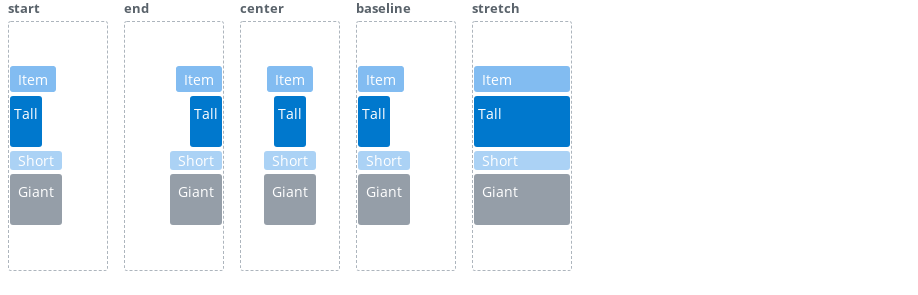 start end center baseline stretch
Item Item Item Item Item
Tall Tall Tall Tall Tall
Short Short Short Short Short
Giant Giant Giant Giant Giant